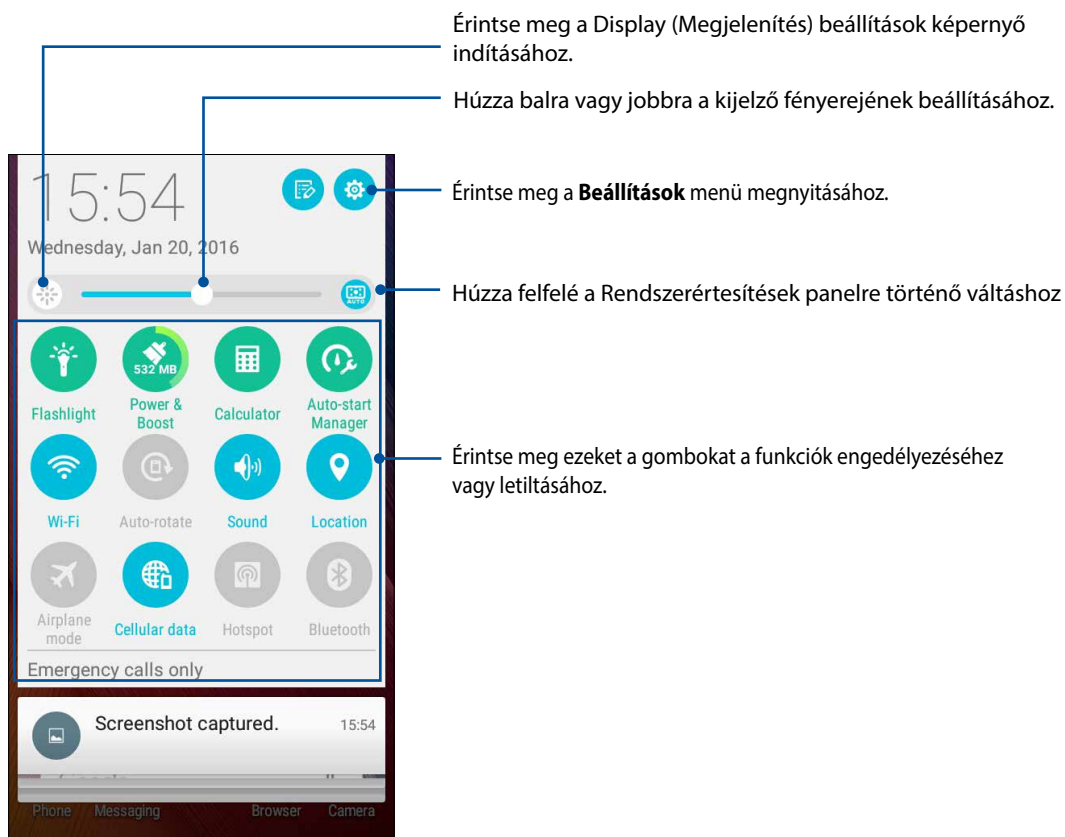 Érintse meg a Display (Megjelenítés) beállítások képernyő
indításához.
Húzza balra vagy jobbra a kijelző fényerejének beállításához.
Érintse meg a Beállítások menü megnyitásához.
Húzza felfelé a Rendszerértesítések panelre történő váltáshoz
Érintse meg ezeket a gombokat a funkciók engedélyezéséhez
vagy letiltásához.
15:54
Wednesday, Jan 20, 2016
AUTO
532 MB
Flashlight
Power &
Boost
Calculator
Auto-start
Manager
Wi-Fi
Auto-rotate
Sound
Location
Airplane
mode
Cellular data
Hotspot
Bluetooth
Emergency calls only
Screenshot captured.
15:54
Phone
Messaging
Browser
Camera